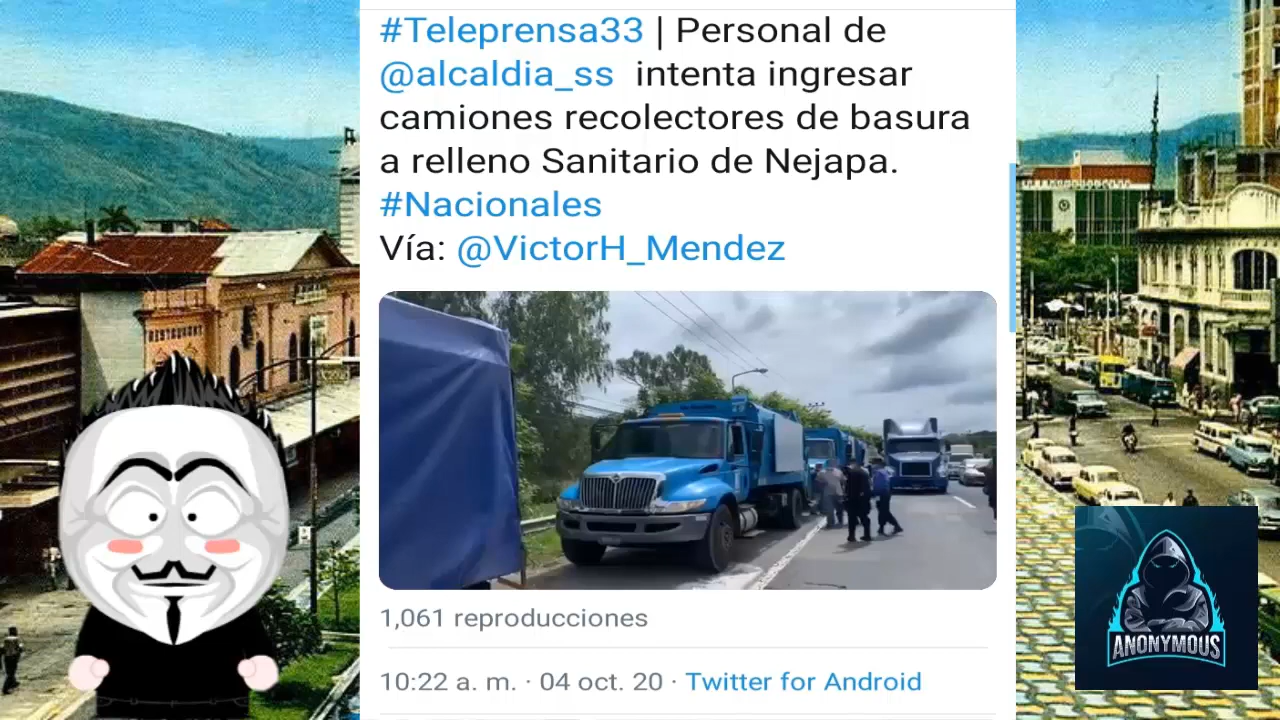 #Teleprensa33 | Personal de
@alcaldia_ss intenta ingresar
camiones recolectores de basura
a relleno Sanitario de Nejapa.
#Nacionales
Vía: @VictorH_Mendez
1,061 reproducciones
10:22 a. m. · 04 oct. 20 · Twitter for Android
ANONYMOUS